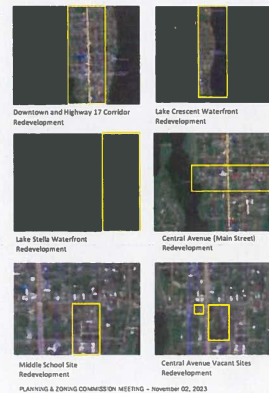 Downtown and Highway 17 Corridor
Redevelopment
Lake Crescent Waterfront
Redevelopment
Lake Stella Waterfront
Redevelopment
Central Avenue (Main Street)
Redevelopment
Middle School Site
Redevelopment
Central Avenue Vacant Sites
Redevelopment
PLANNING & ZONING COMMISSION MEETING - November 02, 2023